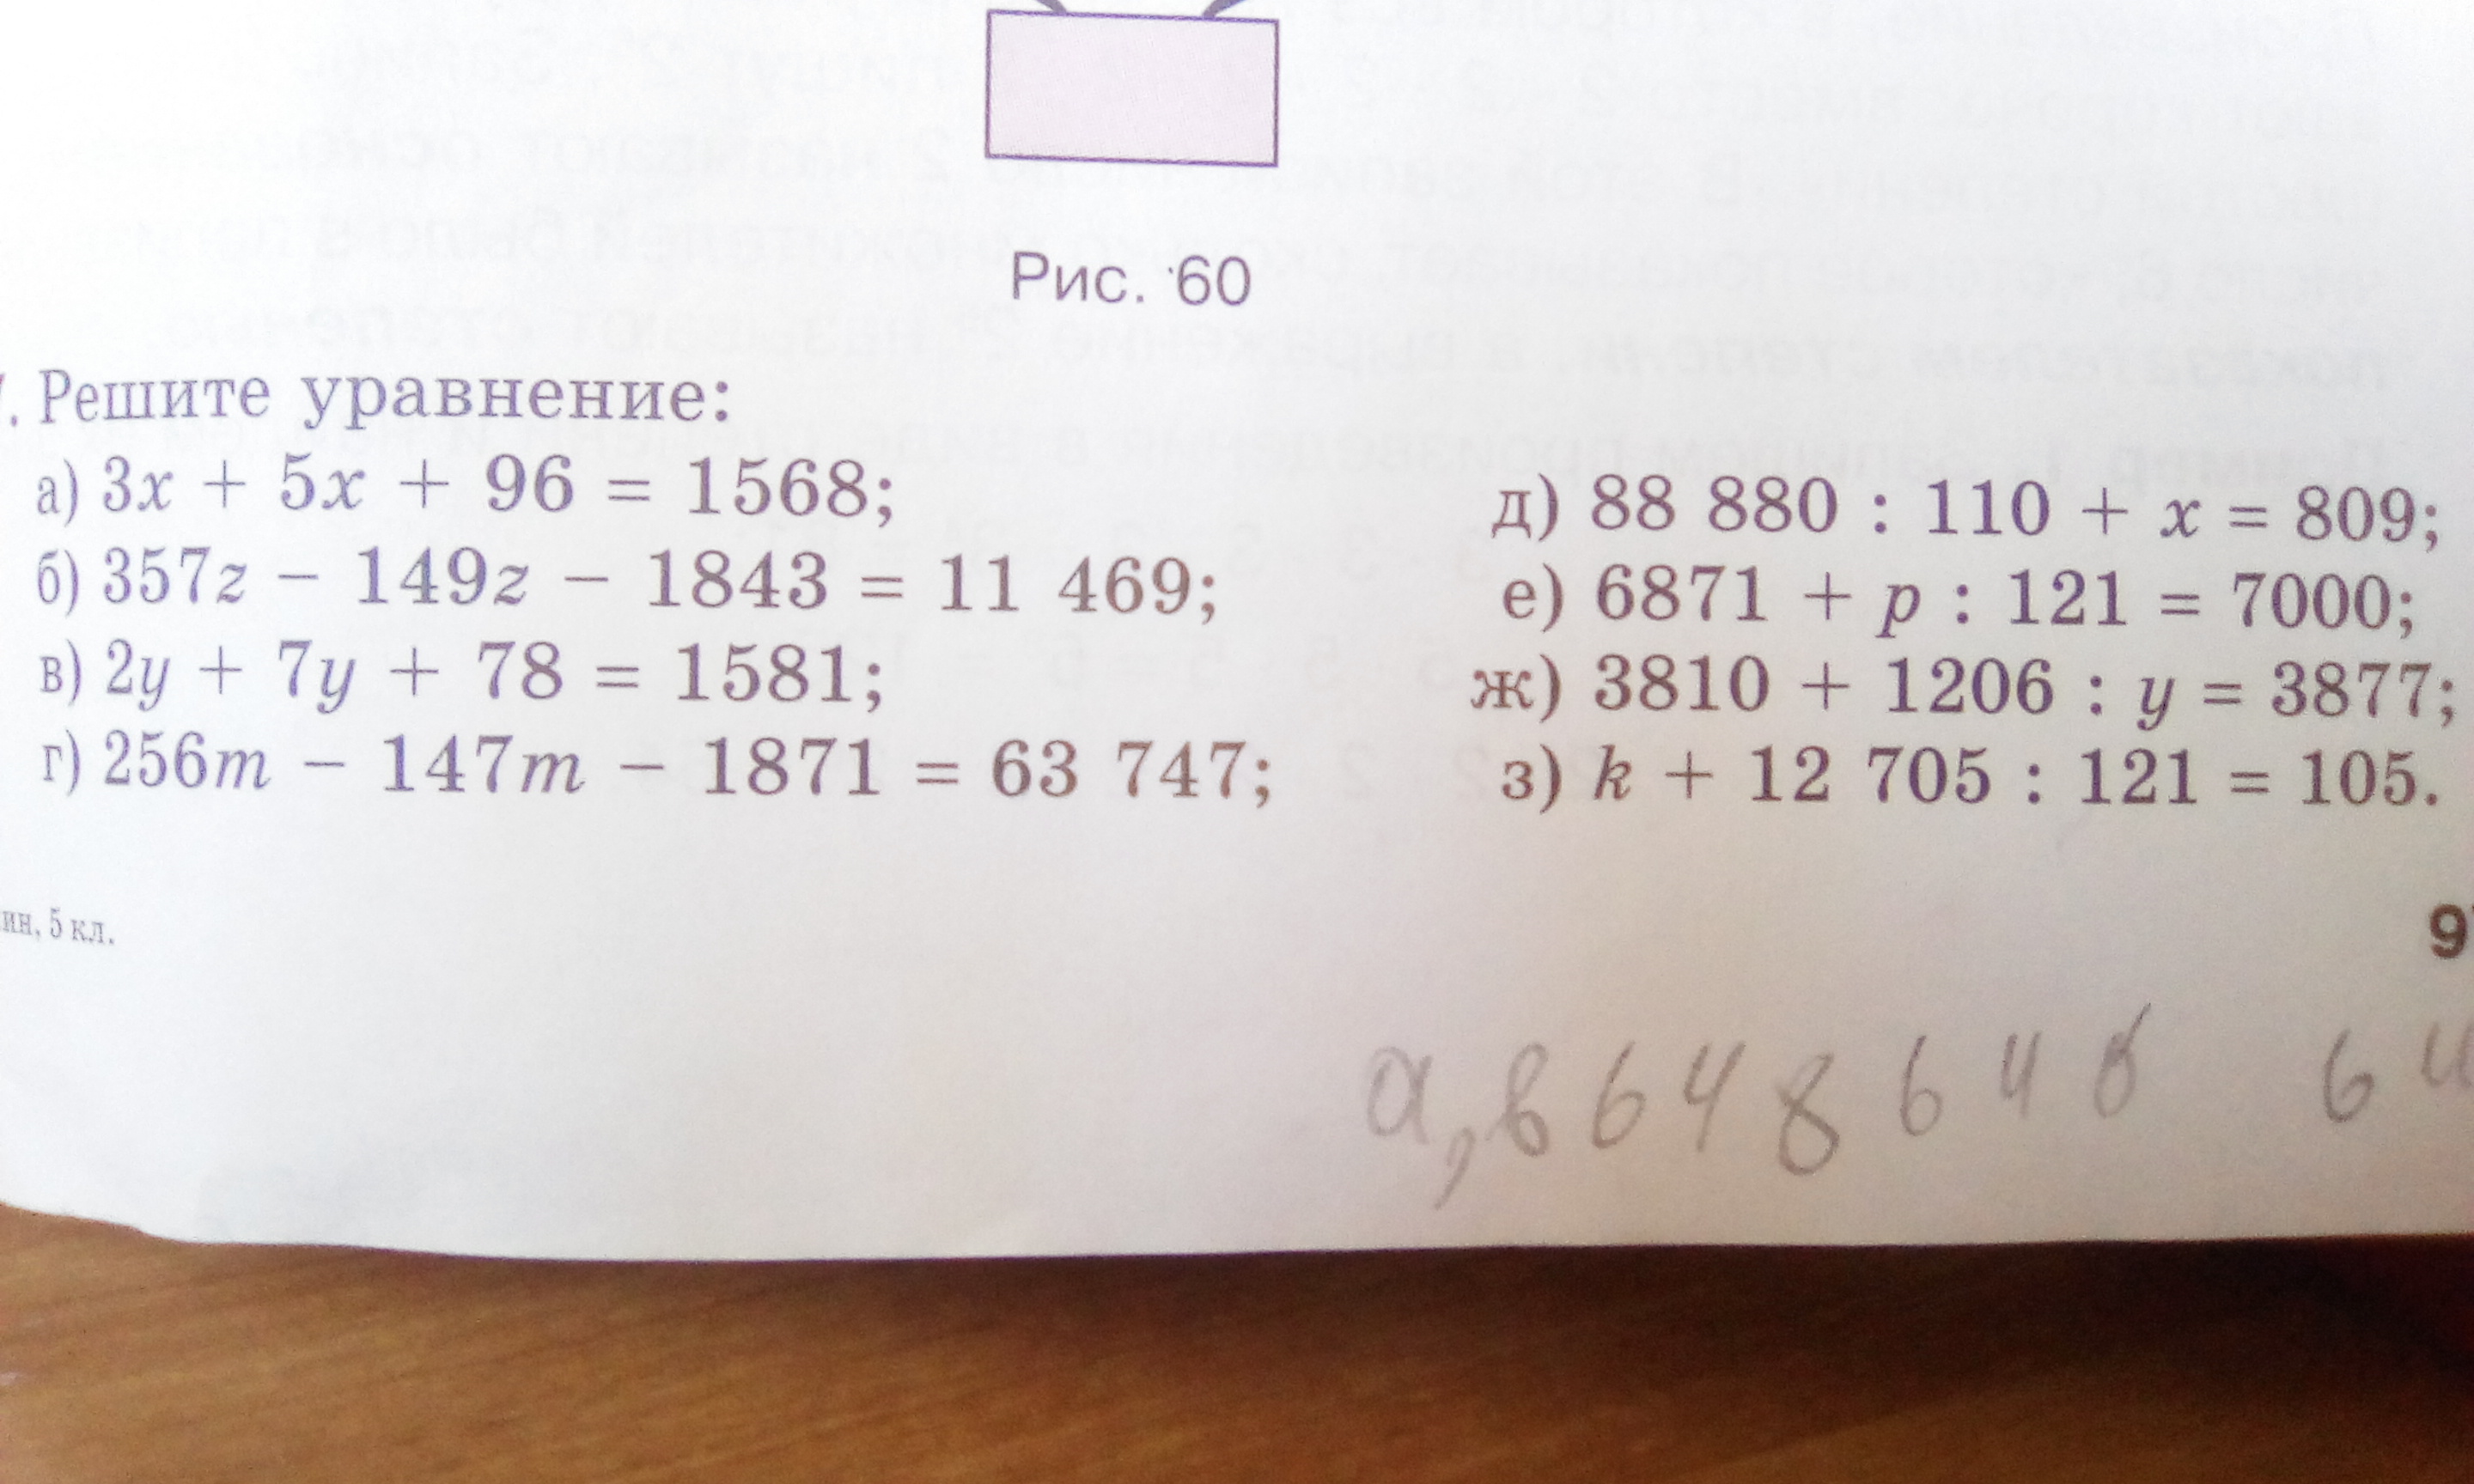 Рис. 60
. Решите уравнение:
а) 3x + 5x + 96 = 1568;
б) 357z − 149z − 1843 = 11 469;
в) 2y + 7y + 78 = 1581;
г) 256m − 147m − 1871 = 63 747;
д) 88 880 : 110 + x = 809;
е) 6871 + p : 121 = 7000;
ж) 3810 + 1206 : y = 3877;
з) k + 12 705 : 121 = 105.
ин, 5 кл.
9